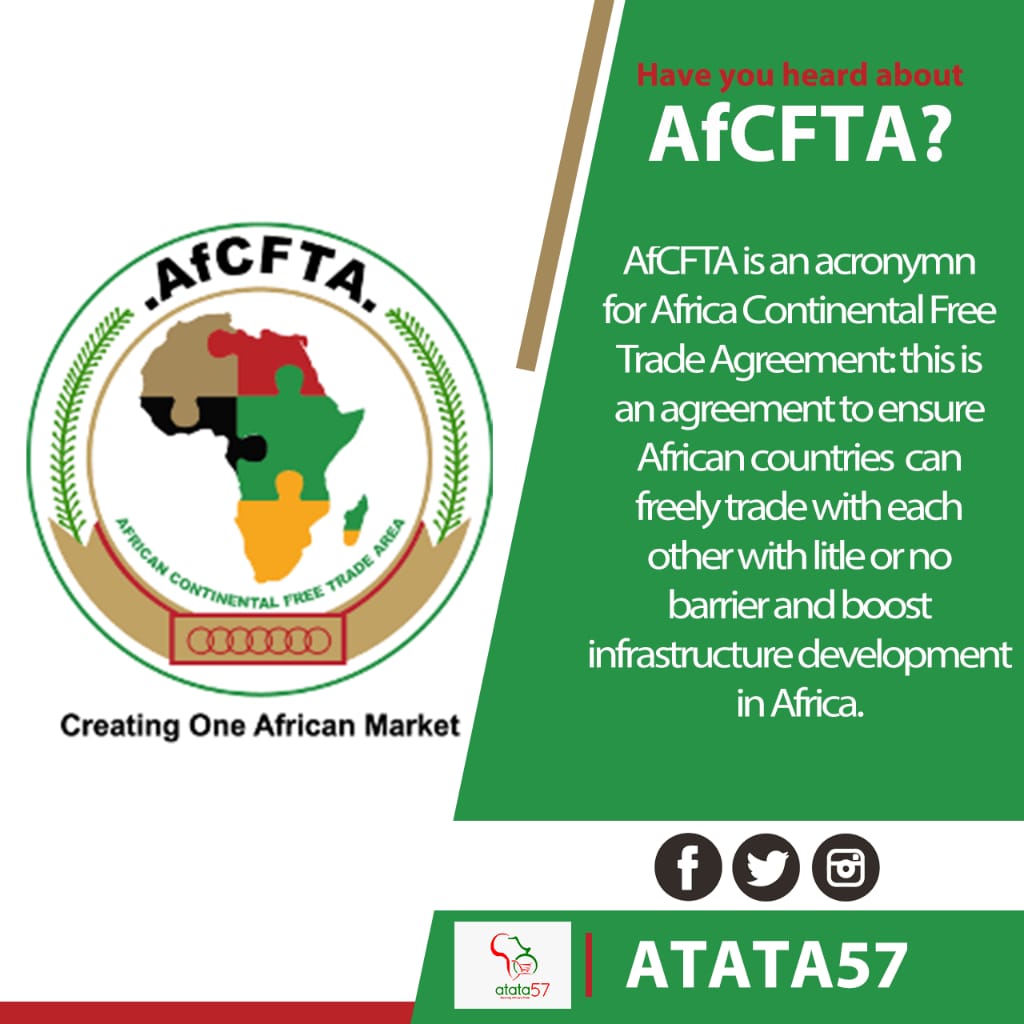 Have you heard about
AfCFTA?
AfCFTA is an acronymn
for Africa Continental Free
Trade Agreement: this is
an agreement to ensure
African countries can
freely trade with each
other with litle or no
barrier and boost
infrastructure development
in Africa.
.AfCFTA.
AFRICAN CONTINENTAL FREE TRADE AREA
Creating One African Market
atata57
ATATA57